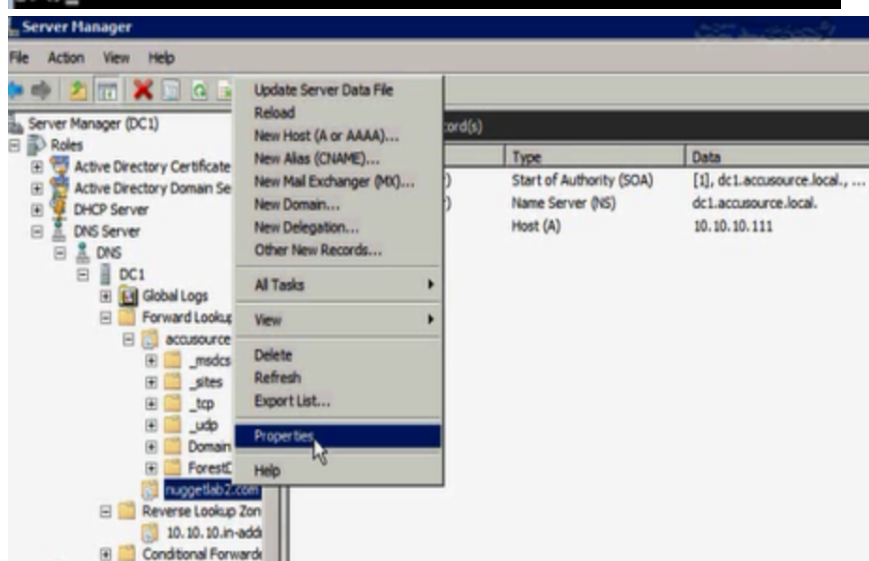 Server Manager
File Action View Help
Server Manager (DC1)
Roles
Active Directory Certificate
Active Directory Domain Se
DHCP Server
DNS Server
DNS
DC1
Global Logs
Forward Lookup
accusource
_msdcs
_sites
_tcp
_udp
Domain
ForestD
nuggetlab2.com
Reverse Lookup Zon
10.10.10.in-addr
Conditional Forwarde
Update Server Data File
Reload
New Host (A or AAAA)...
New Alias (CNAME)...
New Mail Exchanger (MX)...
New Domain...
New Delegation...
Other New Records...
All Tasks
View
Delete
Refresh
Export List...
Properties
Help
ord(s)
Type Data
) Start of Authority (SOA) [1], dc1.accusource.local., ...
) Name Server (NS) dc1.accusource.local.
Host (A) 10.10.10.111